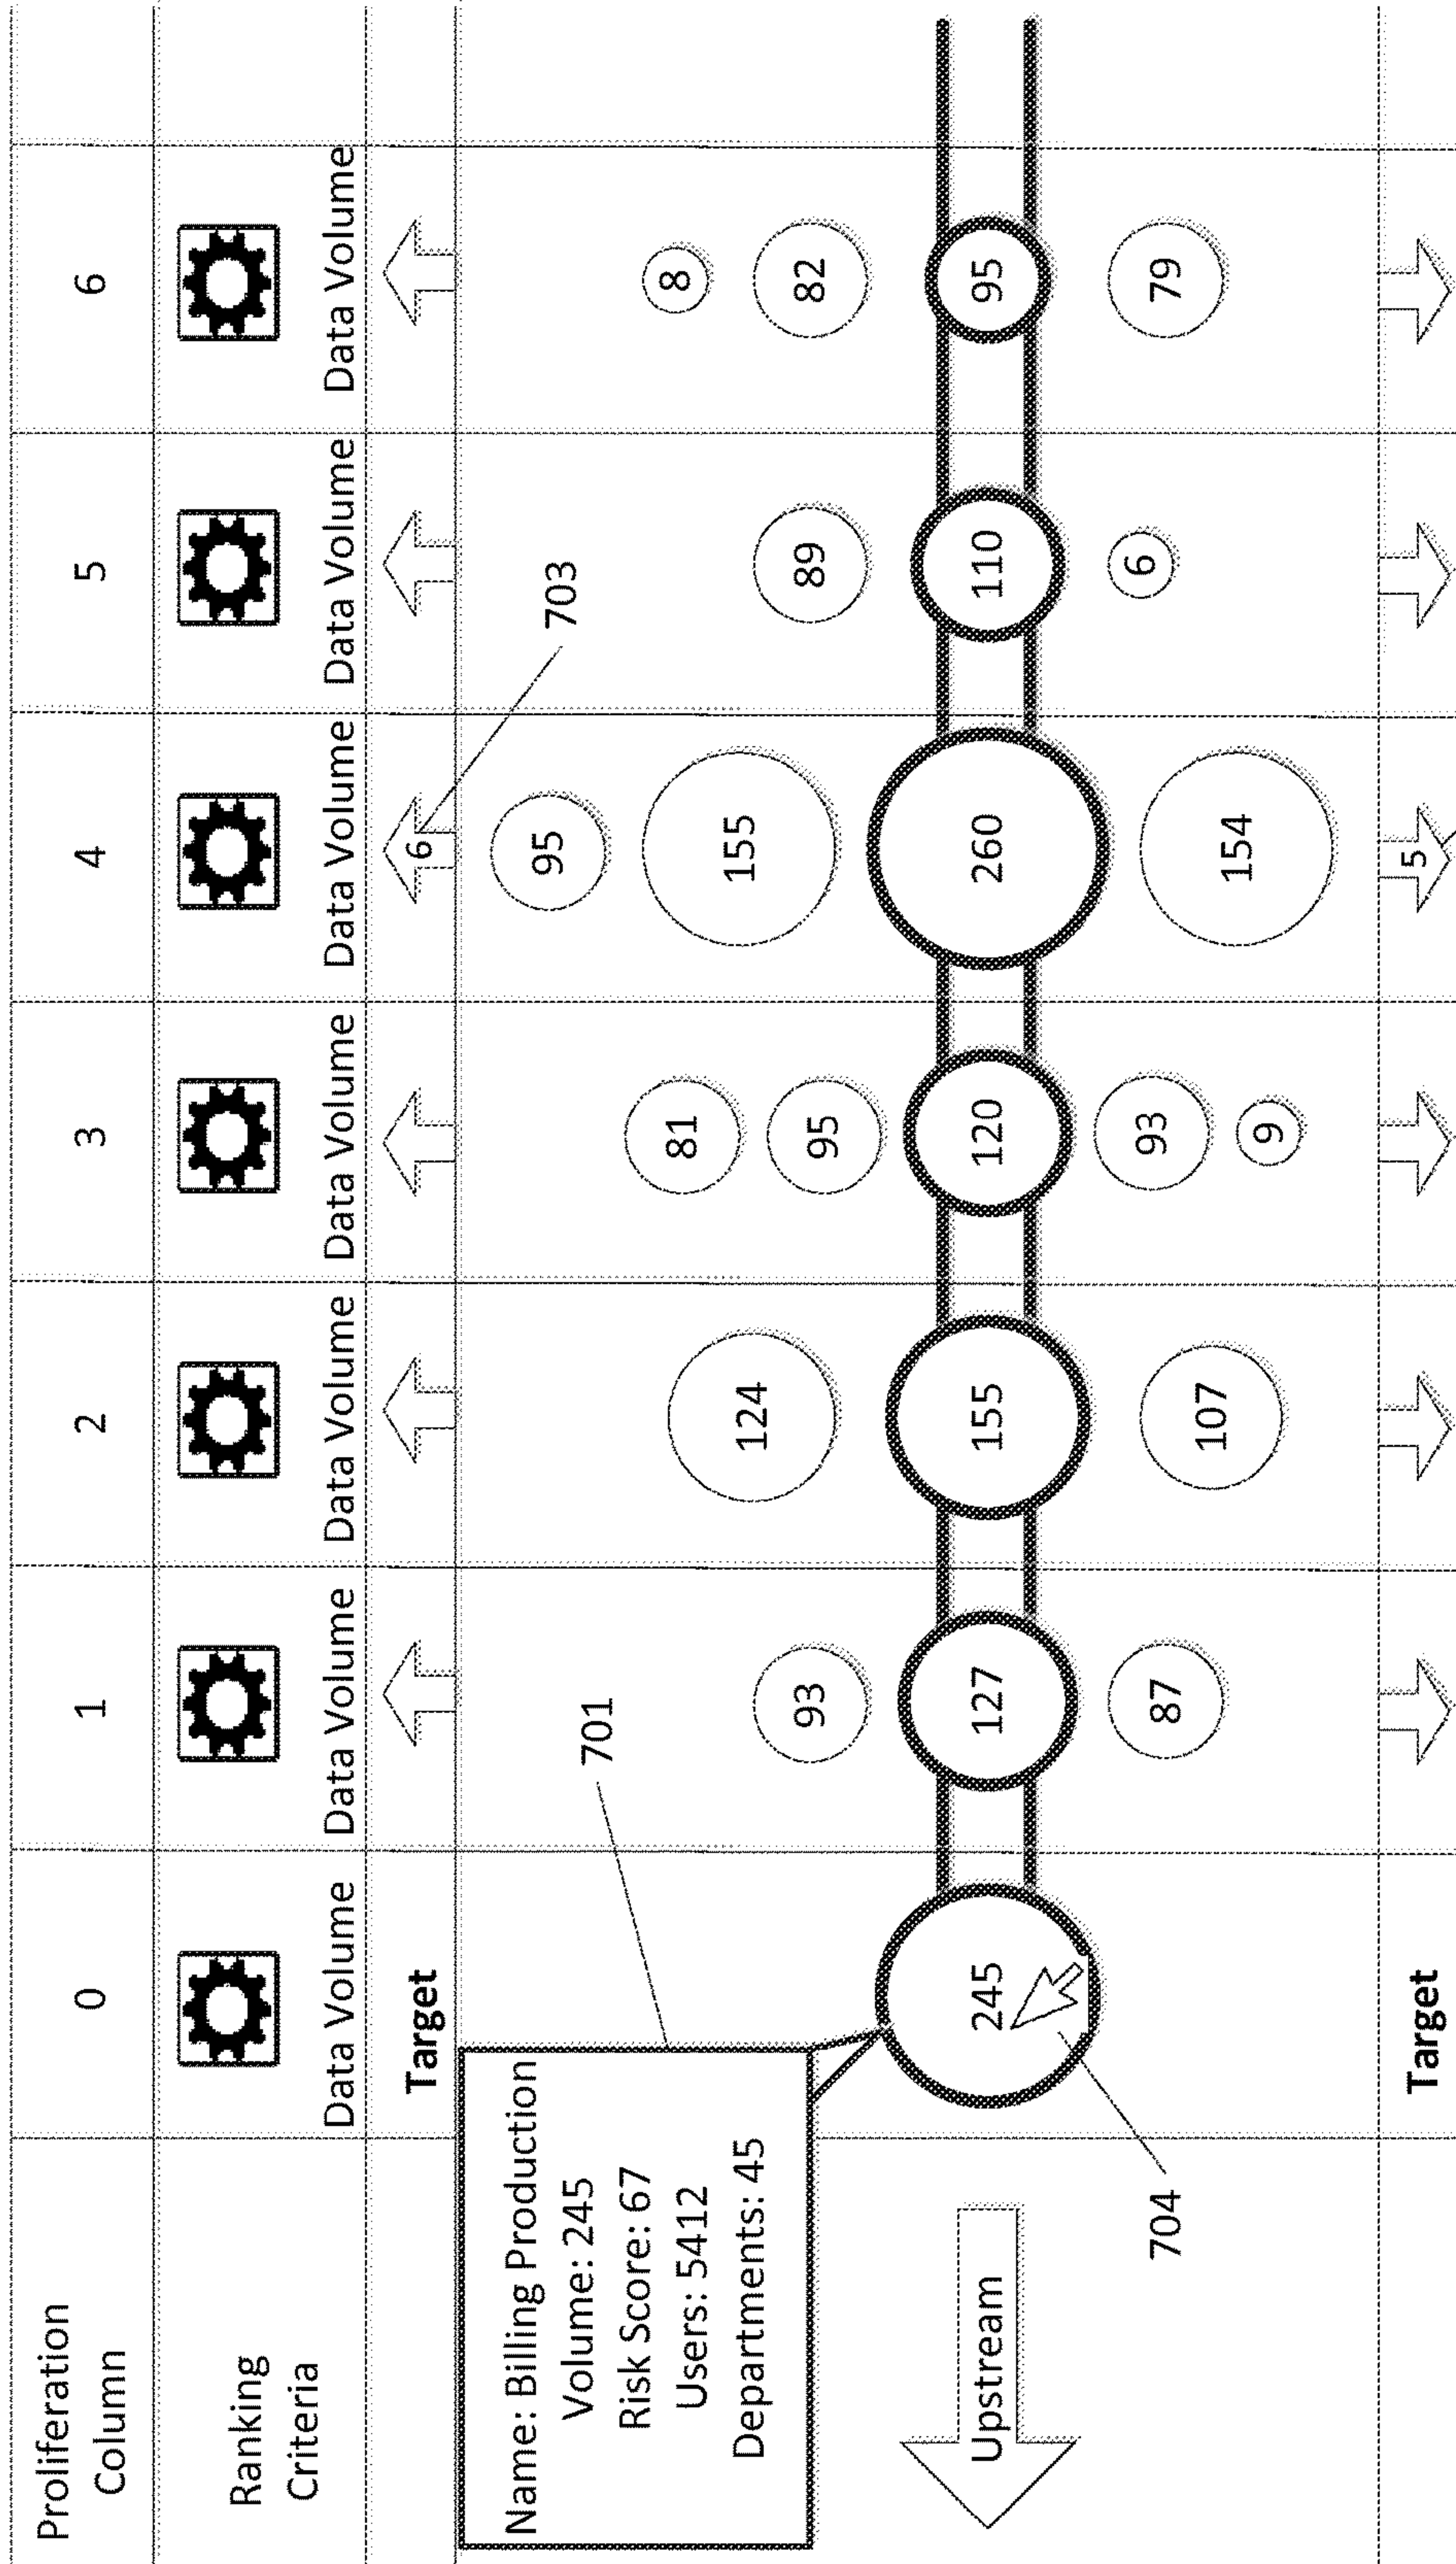 Proliferation
Column
0
1
2
3
4
5
6
Ranking
Criteria
Data Volume
Data Volume
Data Volume
Data Volume
Data Volume
Data Volume
Data Volume
Target
6
703
Name: Billing Production
Volume: 245
Risk Score: 67
Users: 5412
Departments: 45
701
Upstream
704
245
93
127
87
124
155
107
81
95
120
93
9
95
155
260
154
89
110
6
8
82
95
79
Target
5